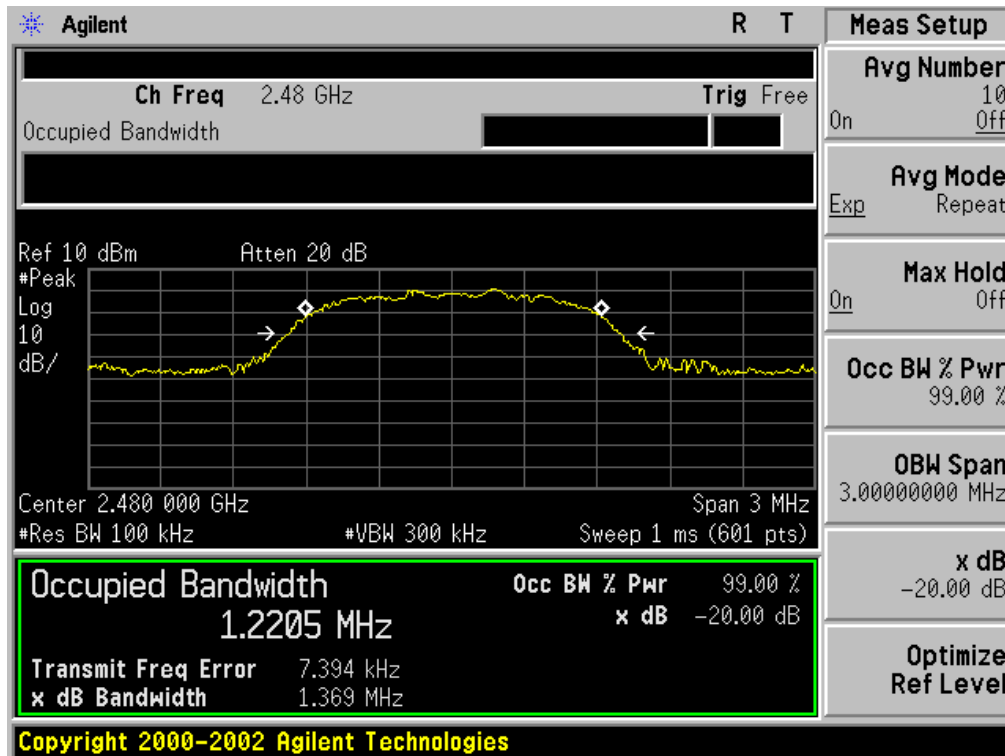 Agilent R T
Ch Freq 2.48 GHz Trig Free
Occupied Bandwidth
Ref 10 dBm Atten 20 dB
#Peak
Log
10
dB/
Center 2.480 000 GHz Span 3 MHz
#Res BW 100 kHz #VBW 300 kHz Sweep 1 ms (601 pts)
Occupied Bandwidth
1.2205 MHz
Occ BW % Pwr 99.00 %
x dB -20.00 dB
Transmit Freq Error 7.394 kHz
x dB Bandwidth 1.369 MHz
Copyright 2000-2002 Agilent Technologies
Meas Setup
Avg Number
10
On Off
Avg Mode
Exp Repeat
Max Hold
On Off
Occ BW % Pwr
99.00 %
OBW Span
3.00000000 MHz
x dB
-20.00 dB
Optimize
Ref Level